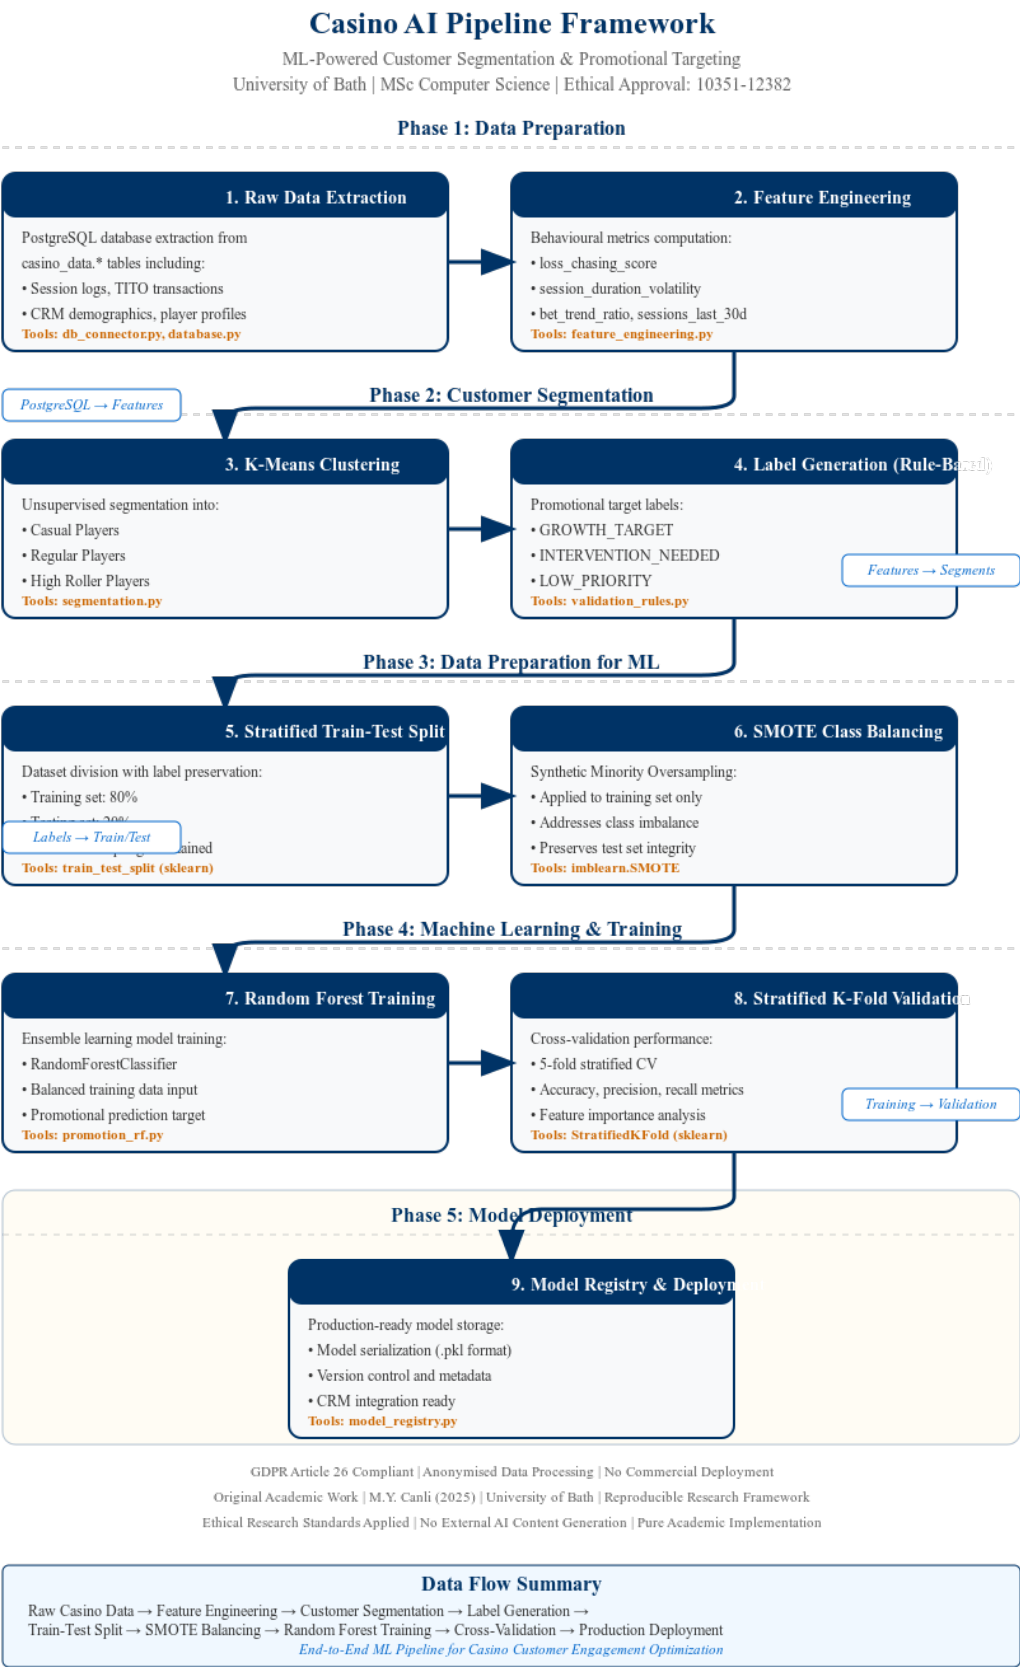 Casino AI Pipeline Framework
ML-Powered Customer Segmentation & Promotional Targeting
University of Bath | MSc Computer Science | Ethical Approval: 10351-12382
Phase 1: Data Preparation
1. Raw Data Extraction
PostgreSQL database extraction from
casino_data.* tables including:
• Session logs, TITO transactions
• CRM demographics, player profiles
Tools: db_connector.py, database.py
2. Feature Engineering
Behavioural metrics computation:
• loss_chasing_score
• session_duration_volatility
• bet_trend_ratio, sessions_last_30d
Tools: feature_engineering.py
PostgreSQL → Features
Phase 2: Customer Segmentation
3. K-Means Clustering
Unsupervised segmentation into:
• Casual Players
• Regular Players
• High Roller Players
Tools: segmentation.py
4. Label Generation (Rule-Based)
Promotional target labels:
• GROWTH_TARGET
• INTERVENTION_NEEDED
• LOW_PRIORITY
Tools: validation_rules.py
Features → Segments
Phase 3: Data Preparation for ML
5. Stratified Train-Test Split
Dataset division with label preservation:
• Training set: 80%
• Testing set: 20%
Labels → Train/Test
Tools: train_test_split (sklearn)
6. SMOTE Class Balancing
Synthetic Minority Oversampling:
• Applied to training set only
• Addresses class imbalance
• Preserves test set integrity
Tools: imblearn.SMOTE
Phase 4: Machine Learning & Training
7. Random Forest Training
Ensemble learning model training:
• RandomForestClassifier
• Balanced training data input
• Promotional prediction target
Tools: promotion_rf.py
8. Stratified K-Fold Validation
Cross-validation performance:
• 5-fold stratified CV
• Accuracy, precision, recall metrics
• Feature importance analysis
Tools: StratifiedKFold (sklearn)
Training → Validation
Phase 5: Model Deployment
9. Model Registry & Deploym
Production-ready model storage:
• Model serialization (.pkl format)
• Version control and metadata
• CRM integration ready
Tools: model_registry.py
GDPR Article 26 Compliant | Anonymised Data Processing | No Commercial Deployment
Original Academic Work | M.Y. Canli (2025) | University of Bath | Reproducible Research Framework
Ethical Research Standards Applied | No External AI Content Generation | Pure Academic Implementation
Data Flow Summary
Raw Casino Data → Feature Engineering → Customer Segmentation → Label Generation →
Train-Test Split → SMOTE Balancing → Random Forest Training → Cross-Validation → Production Deployment
End-to-End ML Pipeline for Casino Customer Engagement Optimization